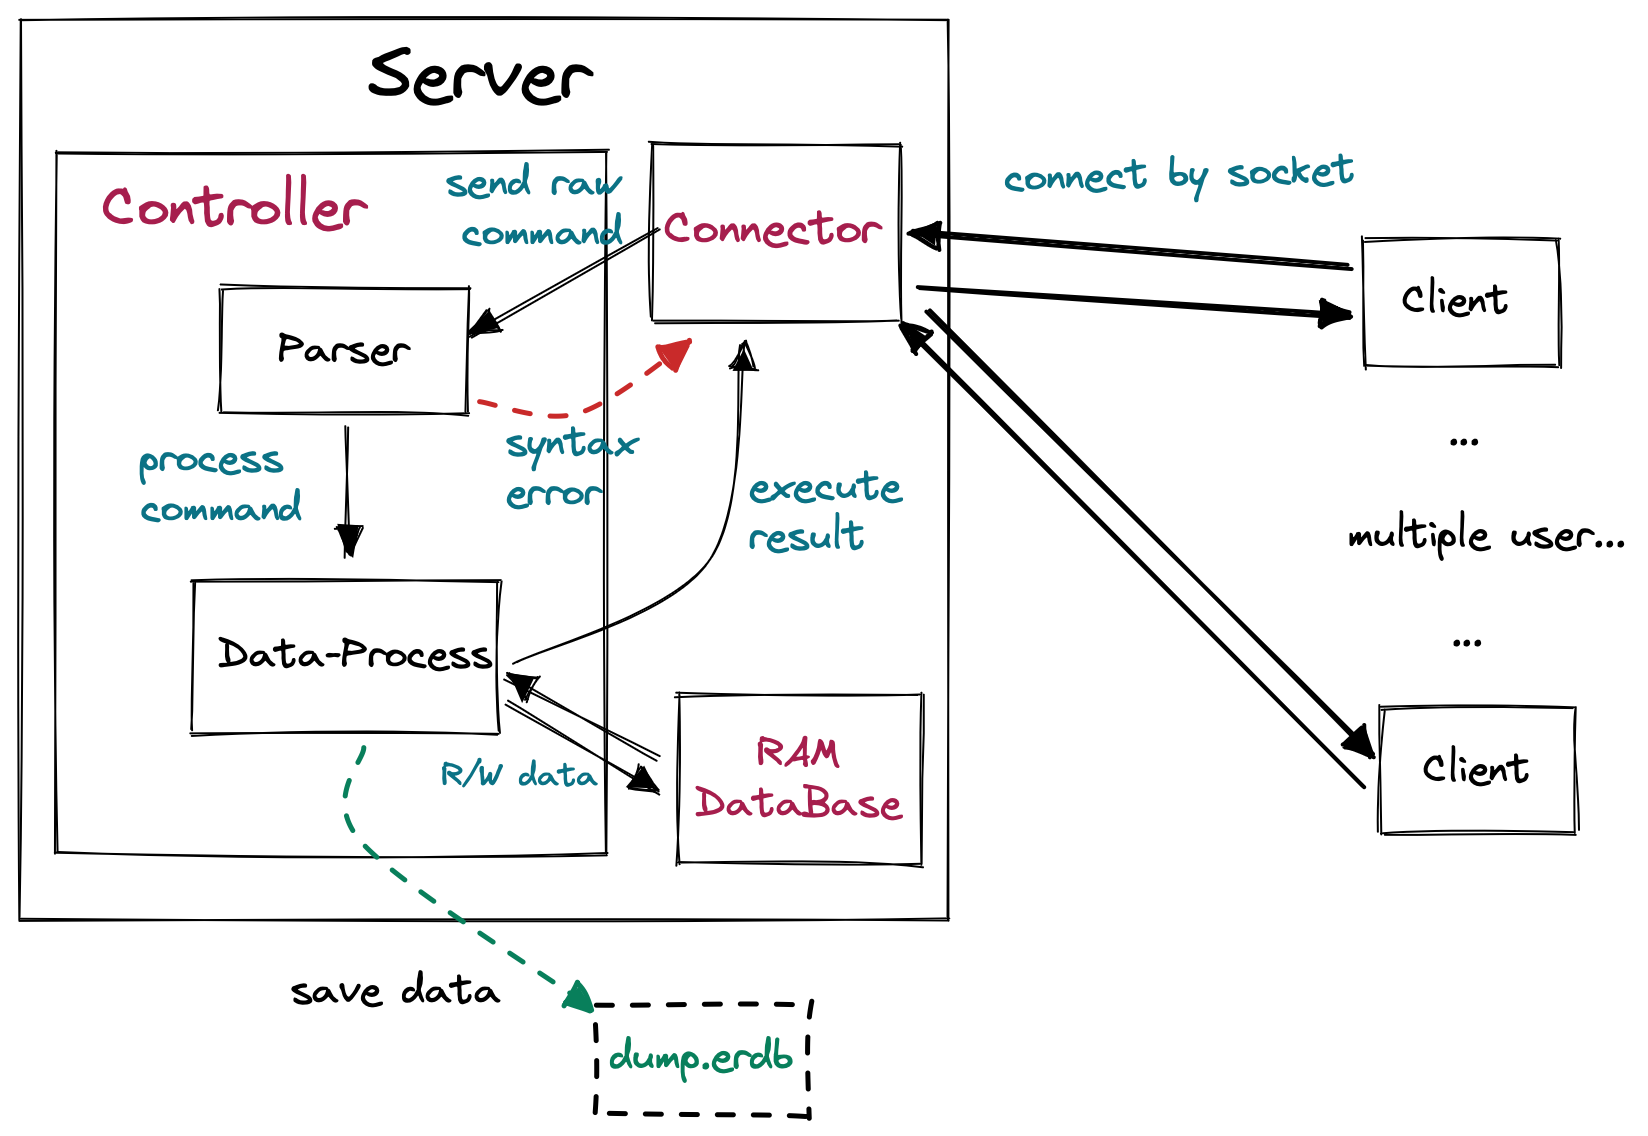 Server
Controller
send raw
command
Connector
connect by socket
Client
Parser
syntax
error
process
command
execute
result
...
multiple user...
...
Data-Process
R/W data
RAM
DataBase
Client
save data
dump.erdb